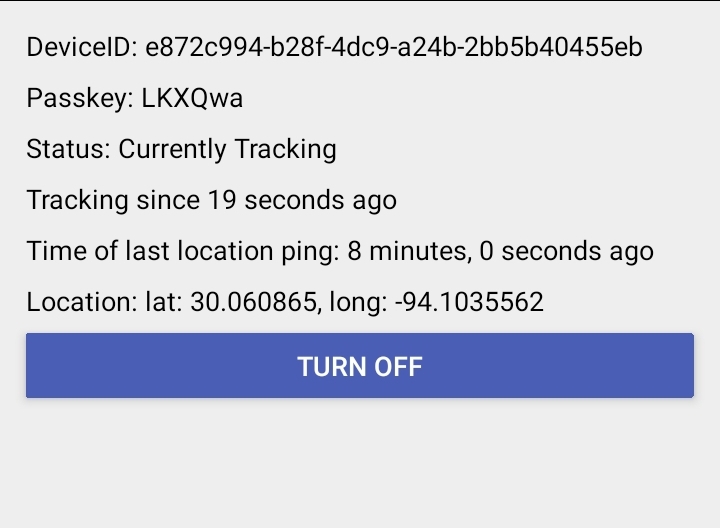 DeviceID: e872c994-b28f-4dc9-a24b-2bb5b40455eb
Passkey: LKXQwa
Status: Currently Tracking
Tracking since 19 seconds ago
Time of last location ping: 8 minutes, 0 seconds ago
Location: lat: 30.060865, long: -94.1035562
TURN OFF